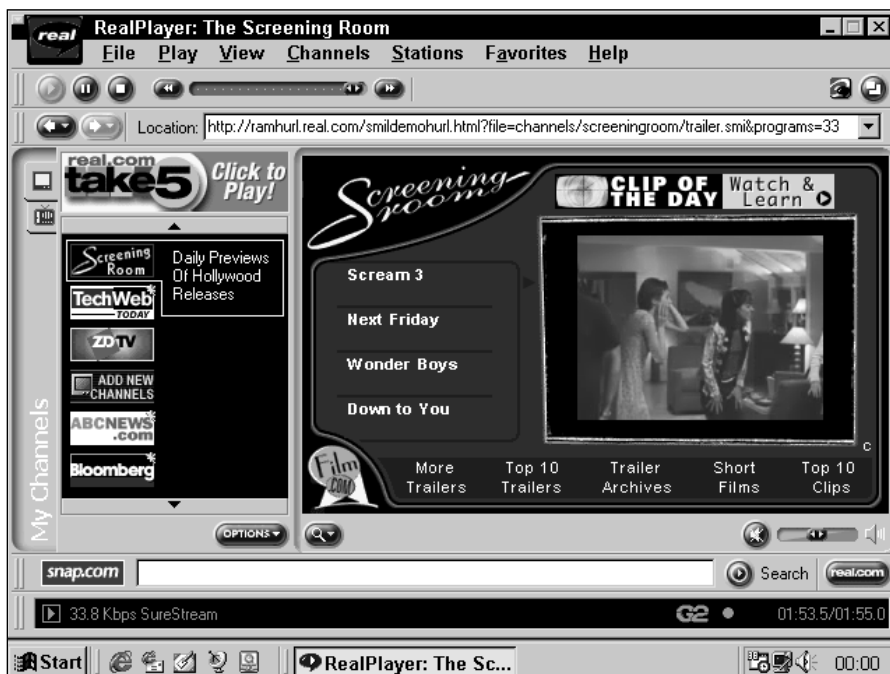 real
RealPlayer: The Screening Room
File Play View Channels Stations Favorites Help
Location: http://ramhurl.real.com/smildemohurl.html?file=channels/screeningroom/trailer.smi&programs=33
real.com
take5
Click to
Play!
My Channels
Screening
Room
Daily Previews
Of Hollywood
Releases
TechWeb
TODAY
ZDTV
ADD NEW
CHANNELS
ABCNEWS
.com
Bloomberg
OPTIONS
Screening
room
CLIP OF
THE DAY
Watch &
Learn
Scream 3
Next Friday
Wonder Boys
Down to You
C
Film
.COM
More
Trailers
Top 10
Trailers
Trailer
Archives
Short
Films
Top 10
Clips
snap.com
Search
real.com
33.8 Kbps SureStream
G2
01:53.5/01:55.0
Start
RealPlayer: The Sc...
00:00